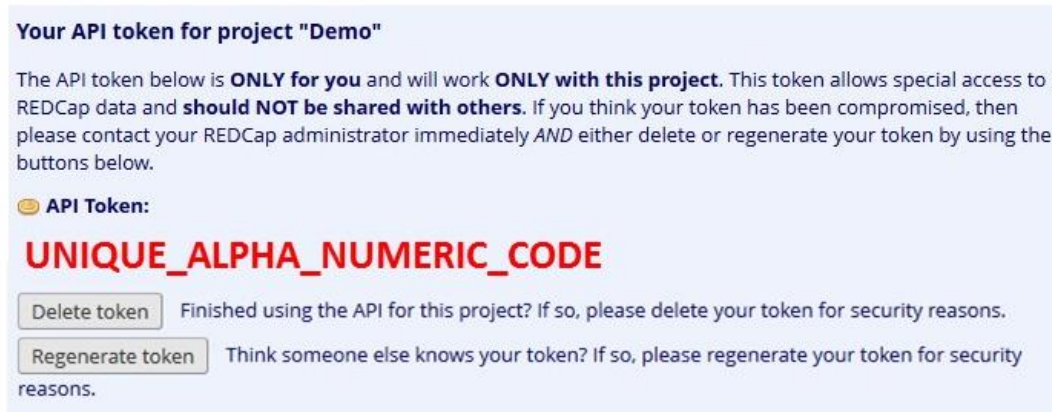 Your API token for project "Demo"
The API token below is ONLY for you and will work ONLY with this project. This token allows special access to
REDCap data and should NOT be shared with others. If you think your token has been compromised, then
please contact your REDCap administrator immediately AND either delete or regenerate your token by using the
buttons below.
API Token:
UNIQUE_ALPHA_NUMERIC_CODE
Delete token Finished using the API for this project? If so, please delete your token for security reasons.
Regenerate token Think someone else knows your token? If so, please regenerate your token for security
reasons.